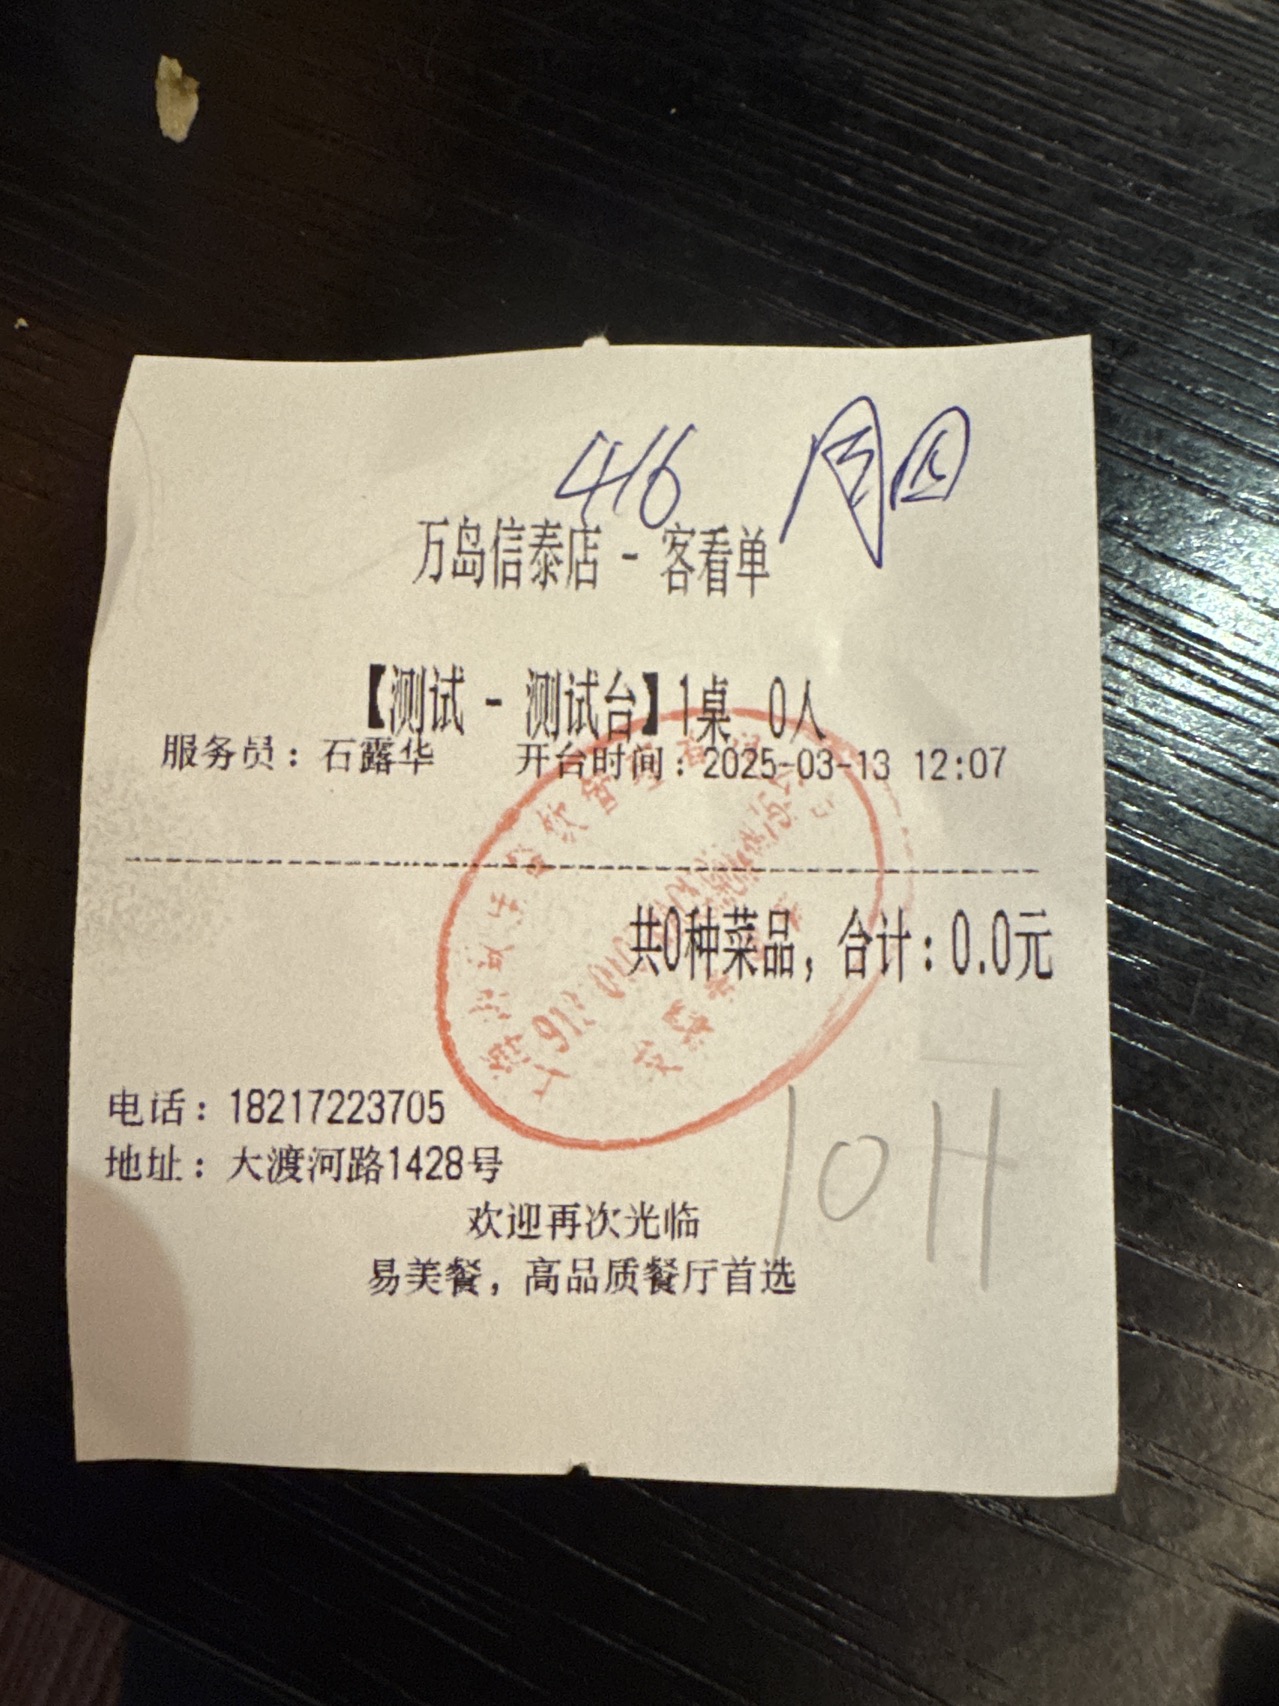 416 周四
万岛信泰店 - 客看单
【测试 - 测试台】1桌 0人
服务员：石露华 开台时间：2025-03-13 12:07
共0种菜品，合计：0.0元
电话：18217223705
地址：大渡河路1428号
欢迎再次光临
易美餐，高品质餐厅首选
10H